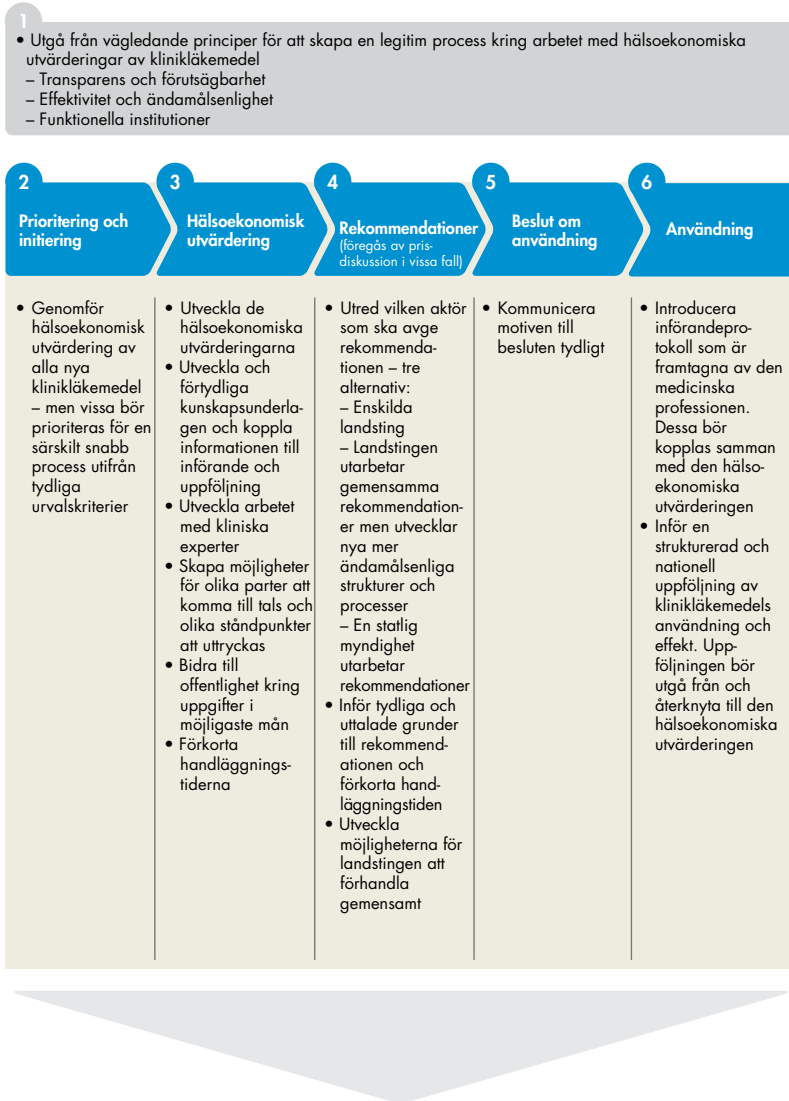 1
• Utgå från vägledande principer för att skapa en legitim process kring arbetet med hälsoekonomiska
utvärderingar av klinikläkemedel
– Transparens och förutsägbarhet
– Effektivitet och ändamålsenlighet
– Funktionella institutioner
2
Prioritering och
initiering
3
Hälsoekonomisk
utvärdering
4
Rekommendationer
(föregås av pris-
diskussion i vissa fall)
5
Beslut om
användning
6
Användning
• Genomför
hälsoekonomisk
utvärdering av
alla nya
klinikläkemedel
– men vissa bör
prioriteras för en
särskilt snabb
process utifrån
tydliga
urvalskriterier
• Utveckla de
hälsoekonomiska
utvärderingarna
• Utveckla och
förtydliga
kunskapsunderla-
gen och koppla
informationen till
införande och
uppföljning
• Utveckla arbetet
med kliniska
experter
• Skapa möjligheter
för olika parter att
komma till tals och
olika ståndpunkter
att uttryckas
• Bidra till
offentlighet kring
uppgifter i
möjligaste mån
• Förkorta
handläggnings-
tiderna
• Utred vilken aktör
som ska avge
rekommenda-
tionen – tre
alternativ:
– Enskilda
landsting
– Landstingen
utarbetar
gemensamma
rekommendation-
er men utvecklar
nya mer
ändamålsenliga
strukturer och
processer
– En statlig
myndighet
utarbetar
rekommendationer
• Inför tydliga och
uttalade grunder
till rekommend-
ationen och
förkorta hand-
läggningstiden
• Utveckla
möjligheterna för
landstingen att
förhandla
gemensamt
• Kommunicera
motiven till
besluten tydligt
• Introducera
införandepro-
tokoll som är
framtagna av den
medicinska
professionen.
Dessa bör
kopplas samman
med den hälso-
ekonomiska
utvärderingen
• Inför en
strukturerad och
nationell
uppföljning av
klinikläkemedels
användning och
effekt. Upp-
följningen bör
utgå från och
återknyta till den
hälsoekonomiska
utvärderingen